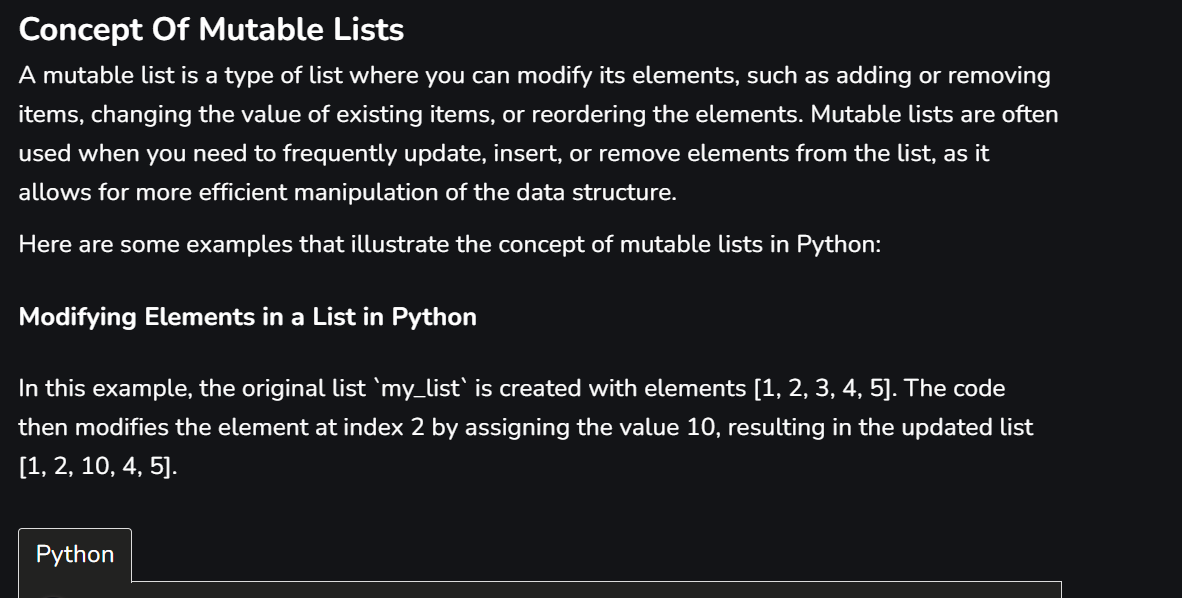 Concept Of Mutable Lists
A mutable list is a type of list where you can modify its elements, such as adding or removing
items, changing the value of existing items, or reordering the elements. Mutable lists are often
used when you need to frequently update, insert, or remove elements from the list, as it
allows for more efficient manipulation of the data structure.
Here are some examples that illustrate the concept of mutable lists in Python:
Modifying Elements in a List in Python
In this example, the original list `my_list` is created with elements [1, 2, 3, 4, 5]. The code
then modifies the element at index 2 by assigning the value 10, resulting in the updated list
[1, 2, 10, 4, 5].
Python